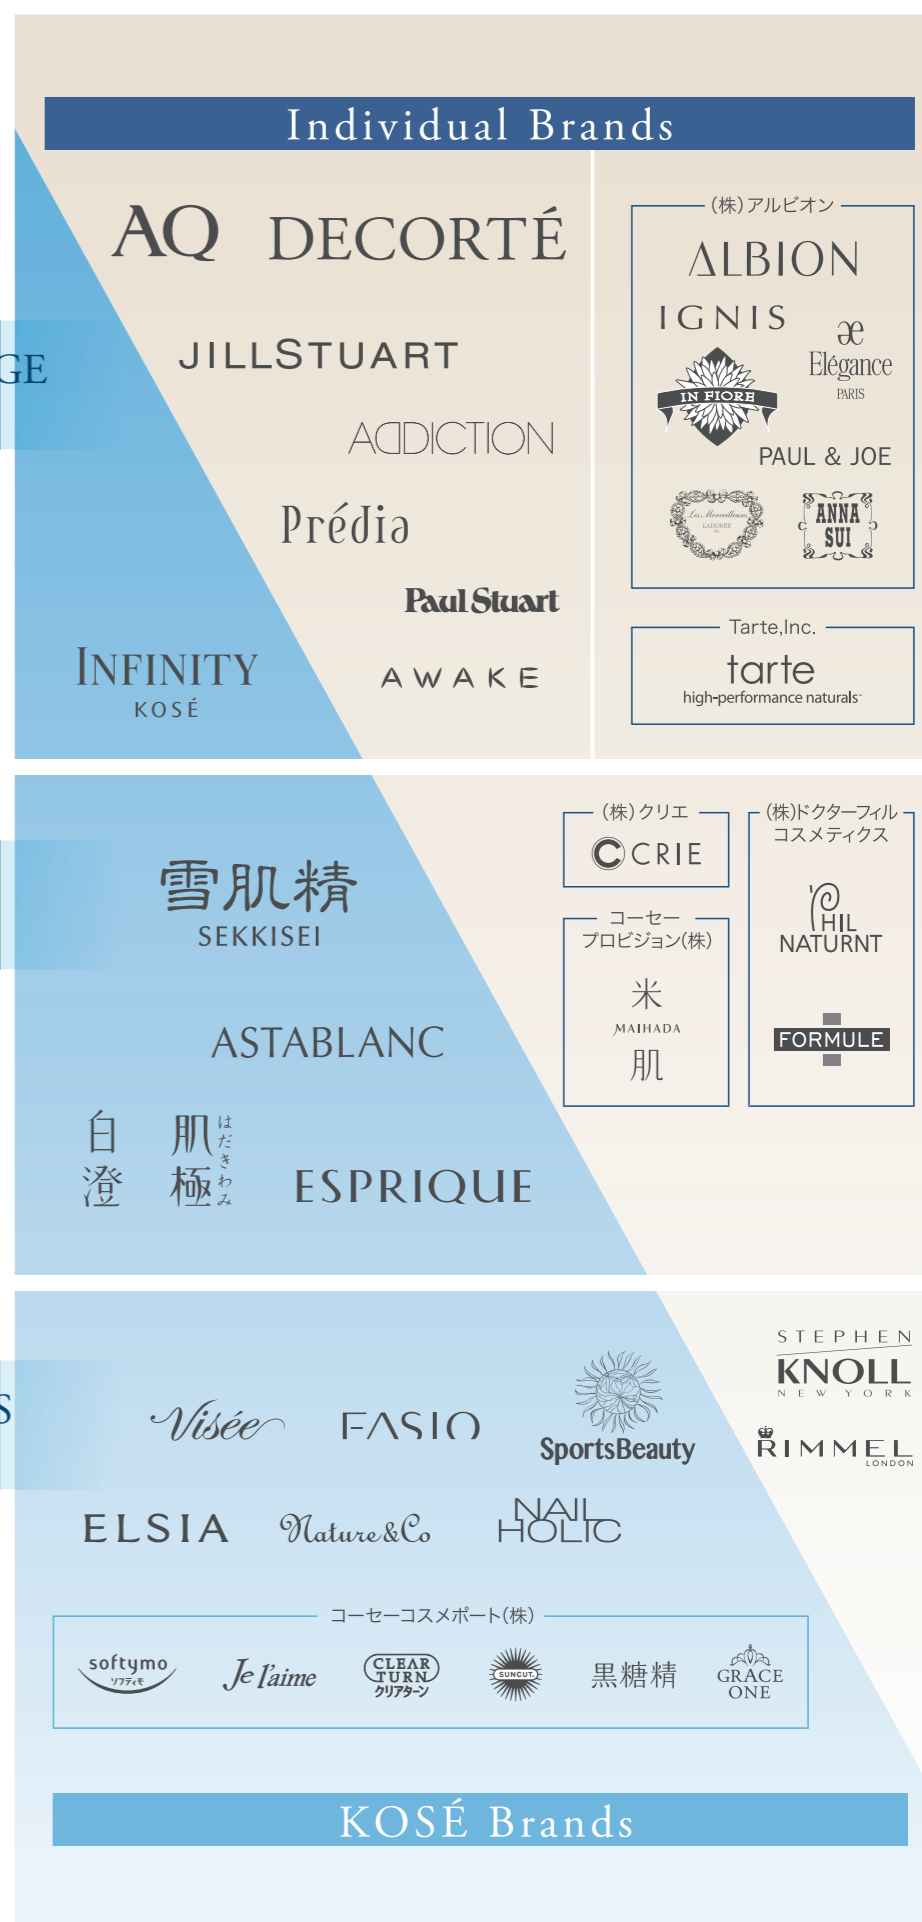 Individual Brands
AQ
DECORTÉ
JILLSTUART
ADDICTION
Prédia
Paul Stuart
AWAKE
INFINITY
KOSÉ
GE
(株)アルビオン
ALBION
IGNIS
IN FIORE
æ
Elégance
PARIS
PAUL & JOE
Les Merveilleuses
LADURÉE
ANNA
SUI
Tarte,Inc.
tarte
high-performance naturals
雪肌精
SEKKISEI
ASTABLANC
白澄
肌極
はだきわみ
ESPRIQUE
(株)クリエ
C CRIE
コーセー
プロビジョン(株)
米
MAIHADA
肌
(株)ドクターフィル
コスメティクス
PHIL
NATURNT
FORMULE
S
Visée
FASIO
SportsBeauty
STEPHEN
KNOLL
NEW YORK
RIMMEL
LONDON
ELSIA
Nature&Co
NAIL
HOLIC
コーセーコスメポート(株)
softymo
ソフティモ
Je l'aime
CLEAR
TURN
クリアターン
SUNCUT
黒糖精
GRACE
ONE
KOSÉ Brands